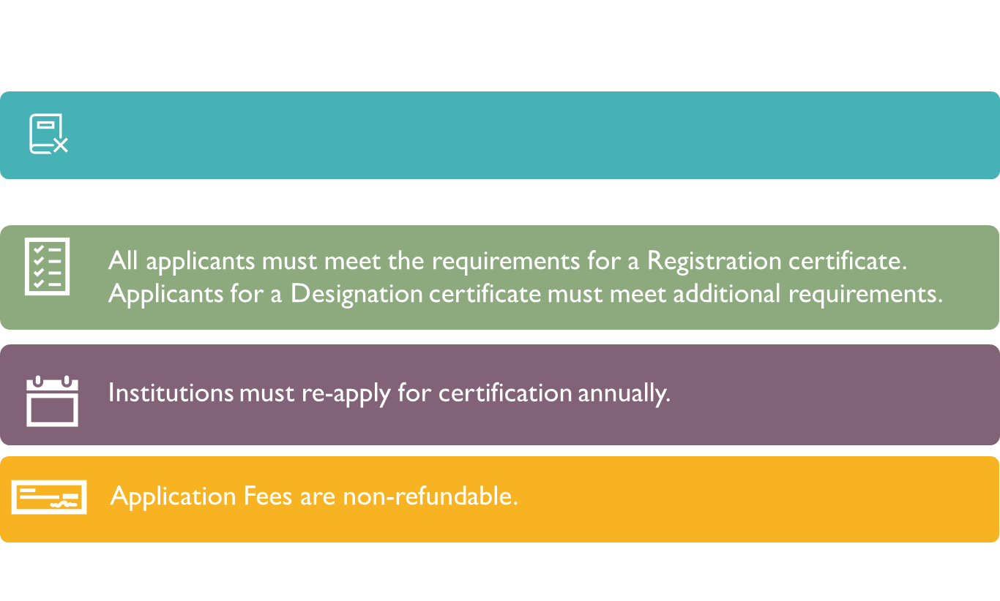 All applicants must meet the requirements for a Registration certificate.
Applicants for a Designation certificate must meet additional requirements.
Institutions must re-apply for certification annually.
Application Fees are non-refundable.